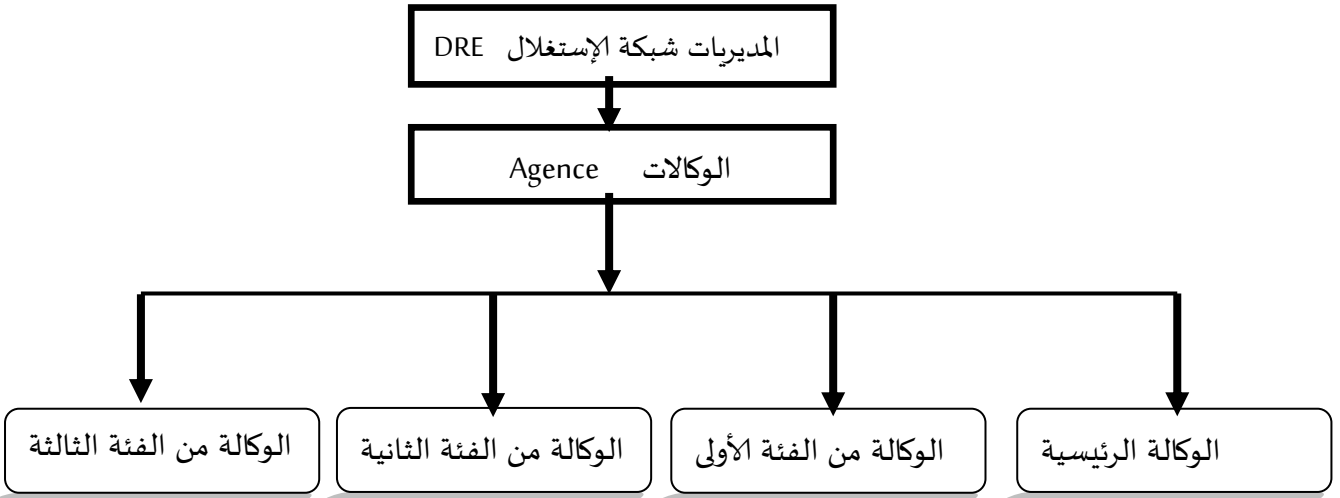 المديريات شبكة الإستغلال DRE
الوكالات Agence
الوكالة الرئيسية
الوكالة من الفئة الأولى
الوكالة من الفئة الثانية
الوكالة من الفئة الثالثة